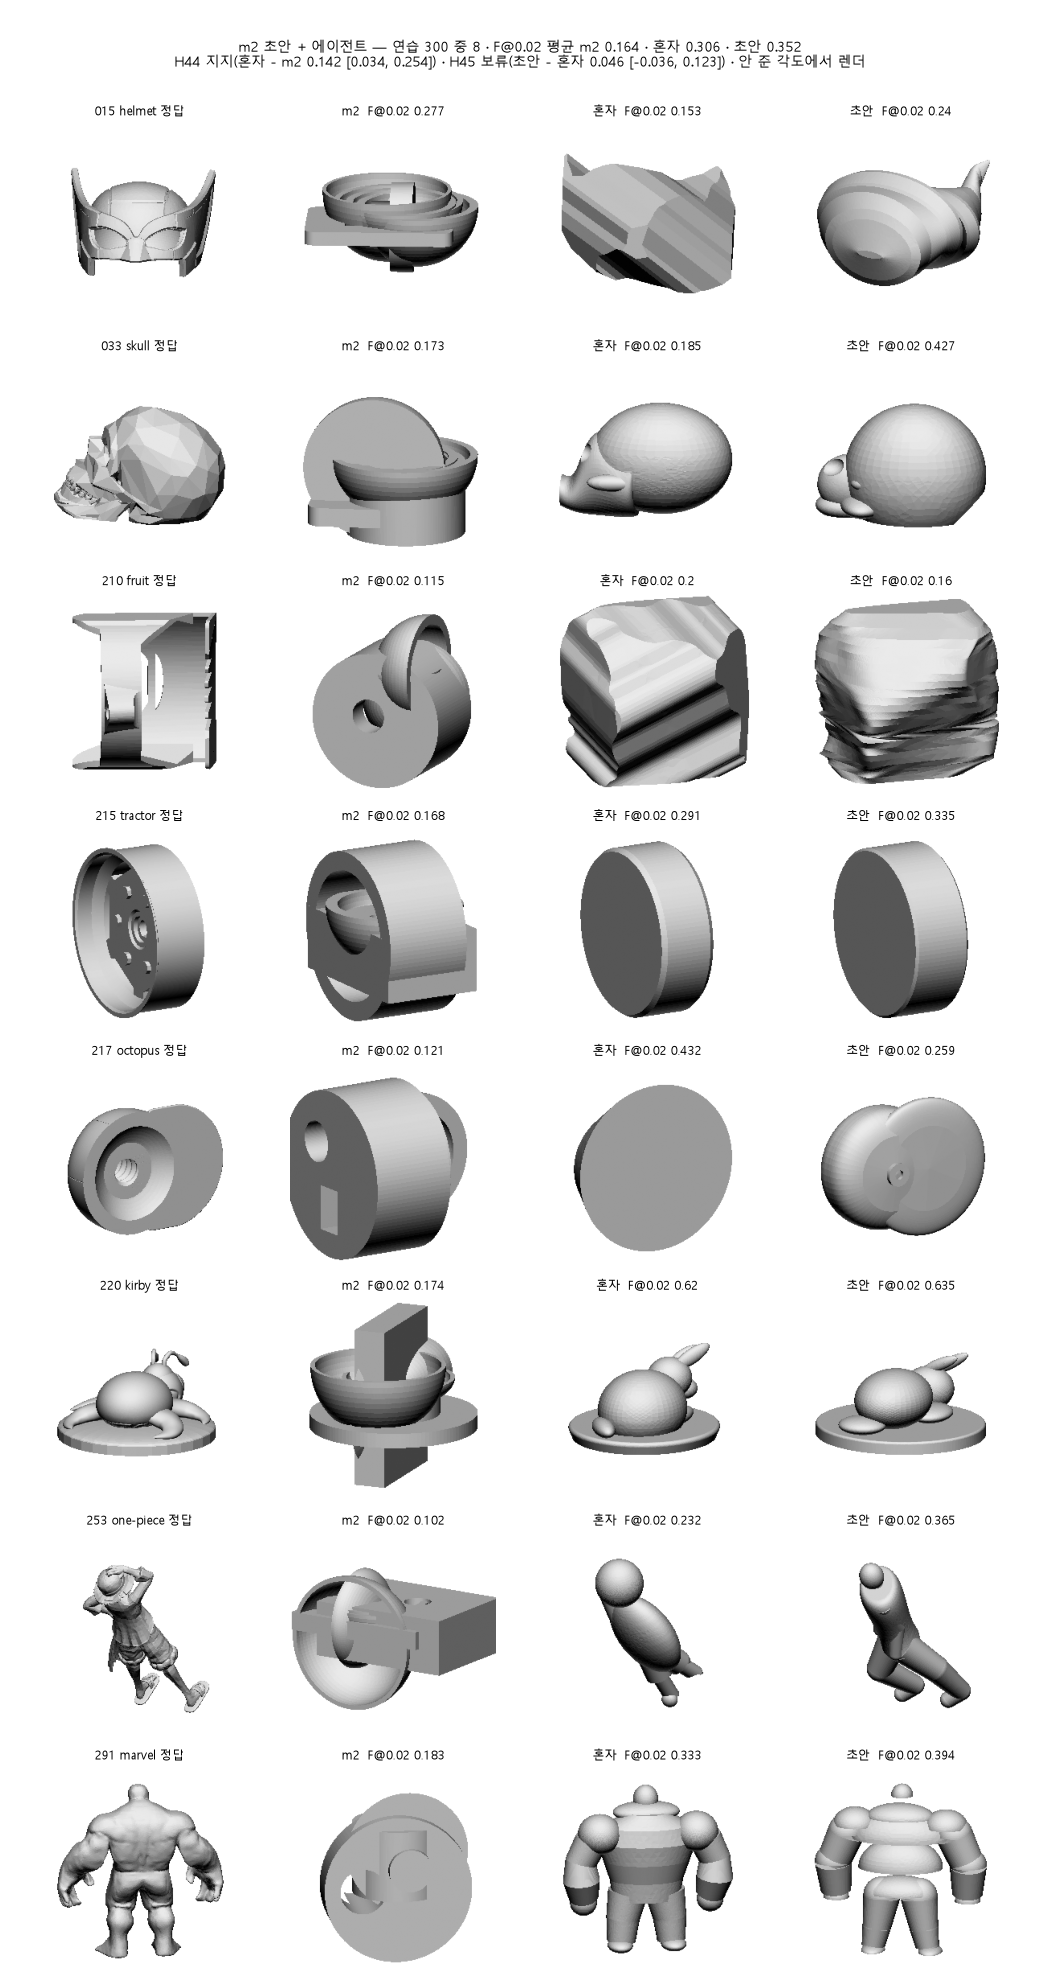 m2 초안 + 에이전트 — 연습 300 중 8 · F@0.02 평균 m2 0.164 · 혼자 0.306 · 초안 0.352
H44 지지(혼자 - m2 0.142 [0.034, 0.254]) · H45 보류(초안 - 혼자 0.046 [-0.036, 0.123]) · 안 준 각도에서 렌더
015 helmet 정답 m2 F@0.02 0.277 혼자 F@0.02 0.153 초안 F@0.02 0.24
033 skull 정답 m2 F@0.02 0.173 혼자 F@0.02 0.185 초안 F@0.02 0.427
210 fruit 정답 m2 F@0.02 0.115 혼자 F@0.02 0.2 초안 F@0.02 0.16
215 tractor 정답 m2 F@0.02 0.168 혼자 F@0.02 0.291 초안 F@0.02 0.335
217 octopus 정답 m2 F@0.02 0.121 혼자 F@0.02 0.432 초안 F@0.02 0.259
220 kirby 정답 m2 F@0.02 0.174 혼자 F@0.02 0.62 초안 F@0.02 0.635
253 one-piece 정답 m2 F@0.02 0.102 혼자 F@0.02 0.232 초안 F@0.02 0.365
291 marvel 정답 m2 F@0.02 0.183 혼자 F@0.02 0.333 초안 F@0.02 0.394